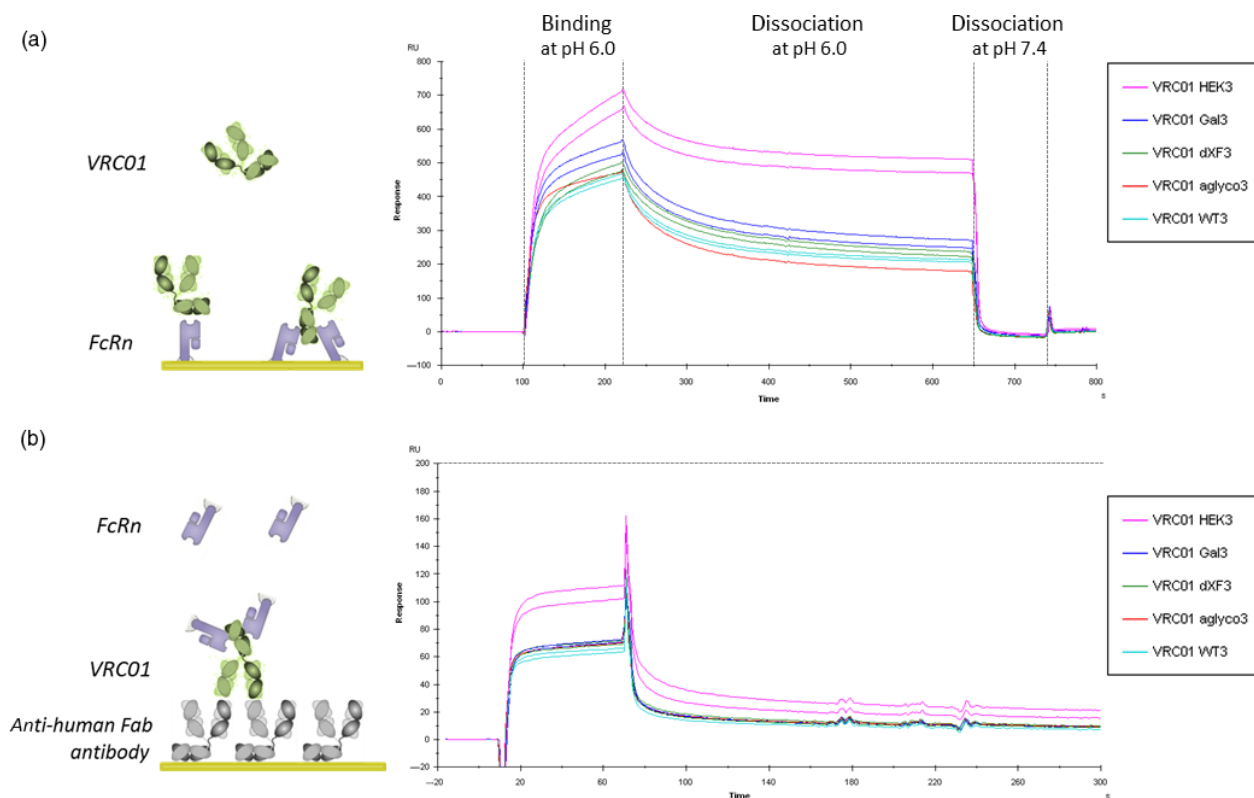 (a)
Binding
at pH 6.0
Dissociation
at pH 6.0
Dissociation
at pH 7.4
VRC01
FcRn
RU
800
700
600
500
400
300
200
100
0
—100
Response
0
100
200
300
400
500
600
700
800
Time
s
VRC01 HEK3
VRC01 Gal3
VRC01 dXF3
VRC01 aglyco3
VRC01 WT3
(b)
FcRn
VRC01
Anti-human Fab
antibody
RU
200
180
160
140
120
100
80
60
40
20
0
—20
Response
—20
20
60
100
140
180
220
260
300
Time
s
VRC01 HEK3
VRC01 Gal3
VRC01 dXF3
VRC01 aglyco3
VRC01 WT3